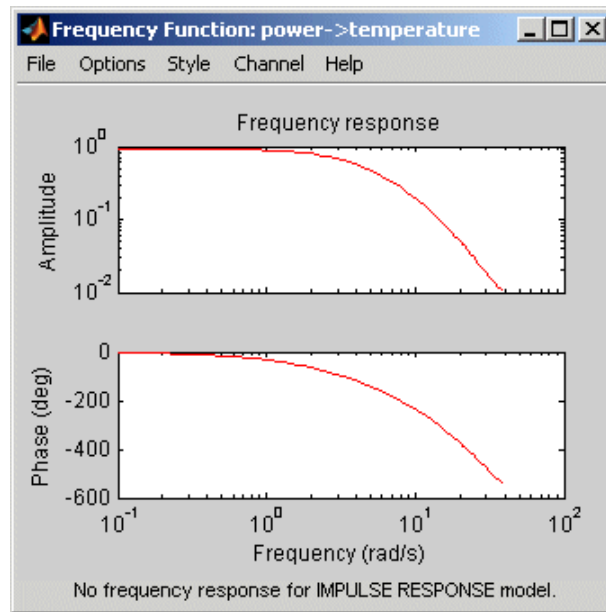 Frequency Function: power->temperature
File Options Style Channel Help
Frequency response
Amplitude
10^0
10^-1
10^-2
Phase (deg)
0
-200
-400
-600
10^-1 10^0 10^1 10^2
Frequency (rad/s)
No frequency response for IMPULSE RESPONSE model.